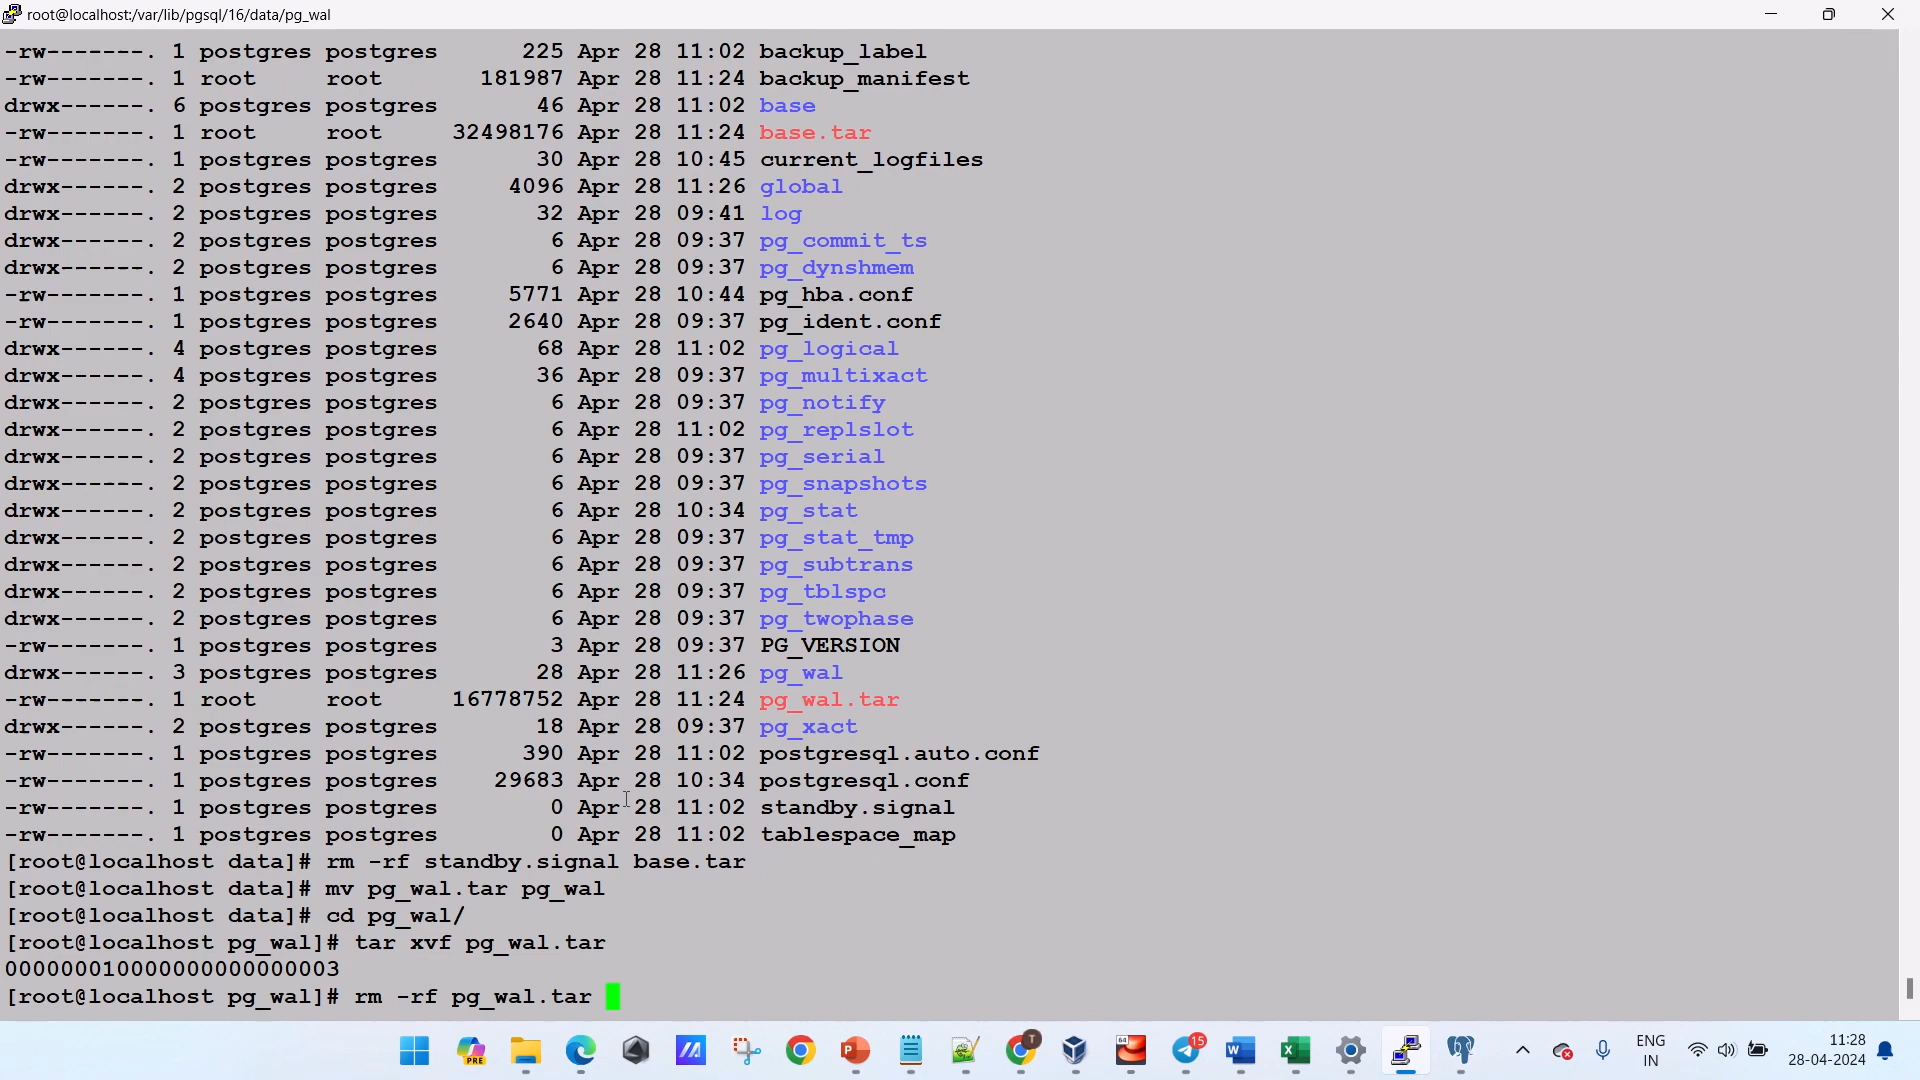 root@localhost:/var/lib/pgsql/16/data/pg_wal
-rw-------. 1 postgres postgres 225 Apr 28 11:02 backup_label
-rw-------. 1 root root 181987 Apr 28 11:24 backup_manifest
drwx------. 6 postgres postgres 46 Apr 28 11:02 base
-rw-------. 1 root root 32498176 Apr 28 11:24 base.tar
-rw-------. 1 postgres postgres 30 Apr 28 10:45 current_logfiles
drwx------. 2 postgres postgres 4096 Apr 28 11:26 global
drwx------. 2 postgres postgres 32 Apr 28 09:41 log
drwx------. 2 postgres postgres 6 Apr 28 09:37 pg_commit_ts
drwx------. 2 postgres postgres 6 Apr 28 09:37 pg_dynshmem
-rw-------. 1 postgres postgres 5771 Apr 28 10:44 pg_hba.conf
-rw-------. 1 postgres postgres 2640 Apr 28 09:37 pg_ident.conf
drwx------. 4 postgres postgres 68 Apr 28 11:02 pg_logical
drwx------. 4 postgres postgres 36 Apr 28 09:37 pg_multixact
drwx------. 2 postgres postgres 6 Apr 28 09:37 pg_notify
drwx------. 2 postgres postgres 6 Apr 28 11:02 pg_replslot
drwx------. 2 postgres postgres 6 Apr 28 09:37 pg_serial
drwx------. 2 postgres postgres 6 Apr 28 09:37 pg_snapshots
drwx------. 2 postgres postgres 6 Apr 28 10:34 pg_stat
drwx------. 2 postgres postgres 6 Apr 28 09:37 pg_stat_tmp
drwx------. 2 postgres postgres 6 Apr 28 09:37 pg_subtrans
drwx------. 2 postgres postgres 6 Apr 28 09:37 pg_tblspc
drwx------. 2 postgres postgres 6 Apr 28 09:37 pg_twophase
-rw-------. 1 postgres postgres 3 Apr 28 09:37 PG_VERSION
drwx------. 3 postgres postgres 28 Apr 28 11:26 pg_wal
-rw-------. 1 root root 16778752 Apr 28 11:24 pg_wal.tar
drwx------. 2 postgres postgres 18 Apr 28 09:37 pg_xact
-rw-------. 1 postgres postgres 390 Apr 28 11:02 postgresql.auto.conf
-rw-------. 1 postgres postgres 29683 Apr 28 10:34 postgresql.conf
-rw-------. 1 postgres postgres 0 Apr 28 11:02 standby.signal
-rw-------. 1 postgres postgres 0 Apr 28 11:02 tablespace_map
[root@localhost data]# rm -rf standby.signal base.tar
[root@localhost data]# mv pg_wal.tar pg_wal
[root@localhost data]# cd pg_wal/
[root@localhost pg_wal]# tar xvf pg_wal.tar
000000010000000000000003
[root@localhost pg_wal]# rm -rf pg_wal.tar
PRE
64
T
15
ENG
IN
11:28
28-04-2024